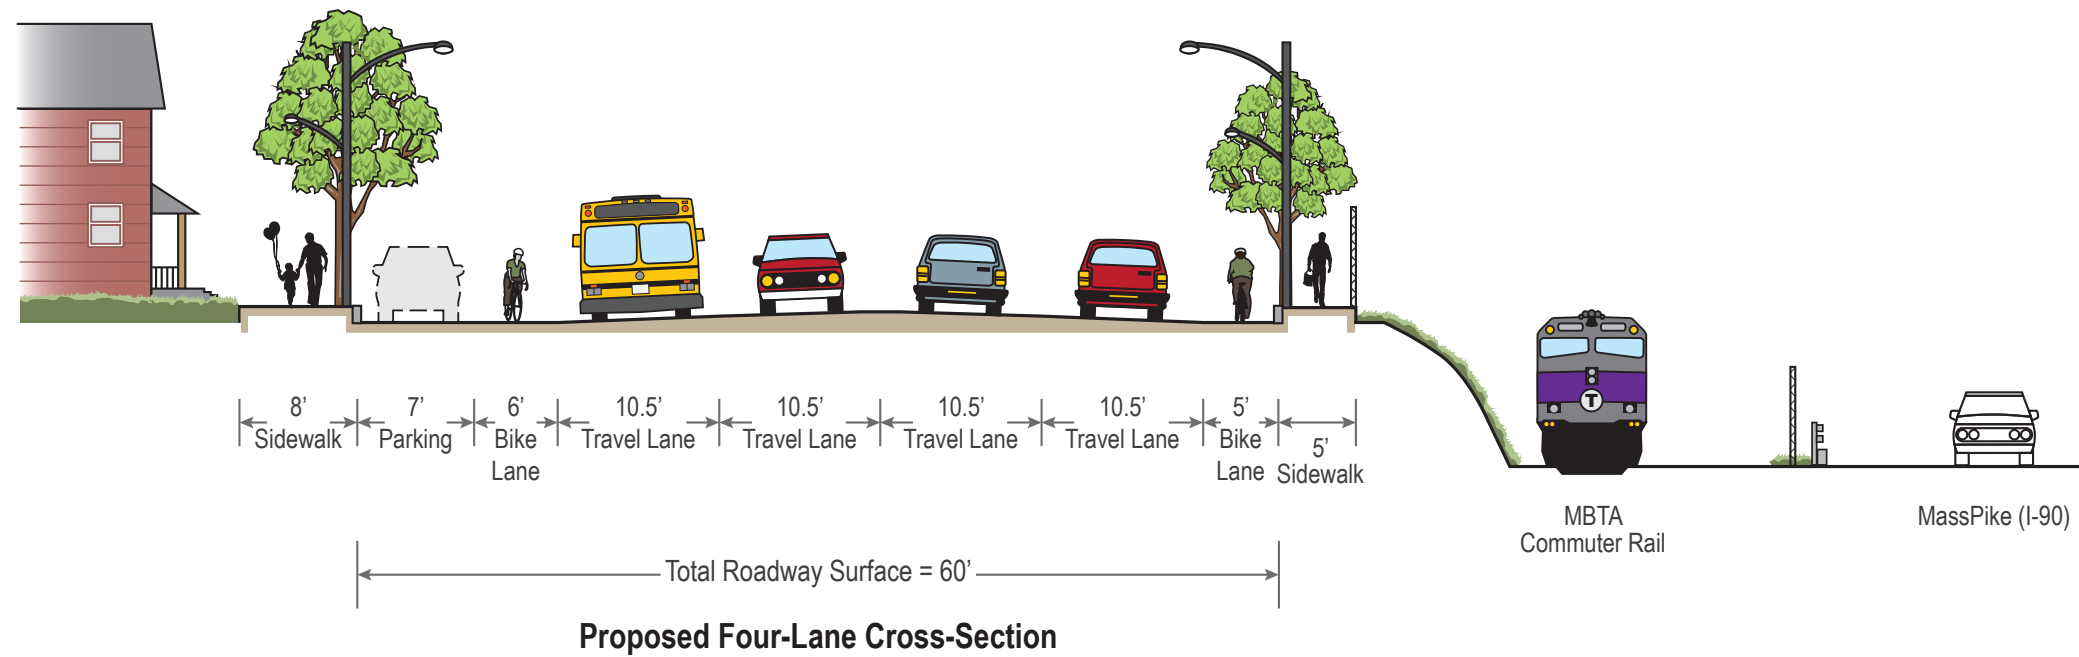 8’
Sidewalk
7’
Parking
6’
Bike
Lane
10.5’
Travel Lane
10.5’
Travel Lane
10.5’
Travel Lane
10.5’
Travel Lane
5’
Bike
Lane
5’
Sidewalk
T
MBTA
Commuter Rail
MassPike (I-90)
Total Roadway Surface = 60’
Proposed Four-Lane Cross-Section